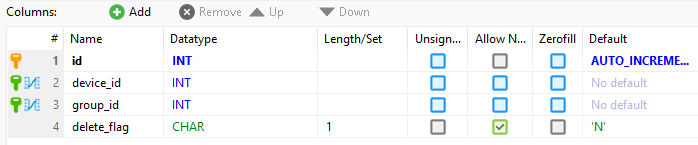 Columns: Add Remove Up Down
# Name Datatype Length/Set Unsign... Allow N... Zerofill Default
1 id INT AUTO_INCREME...
2 device_id INT No default
3 group_id INT No default
4 delete_flag CHAR 1 'N'